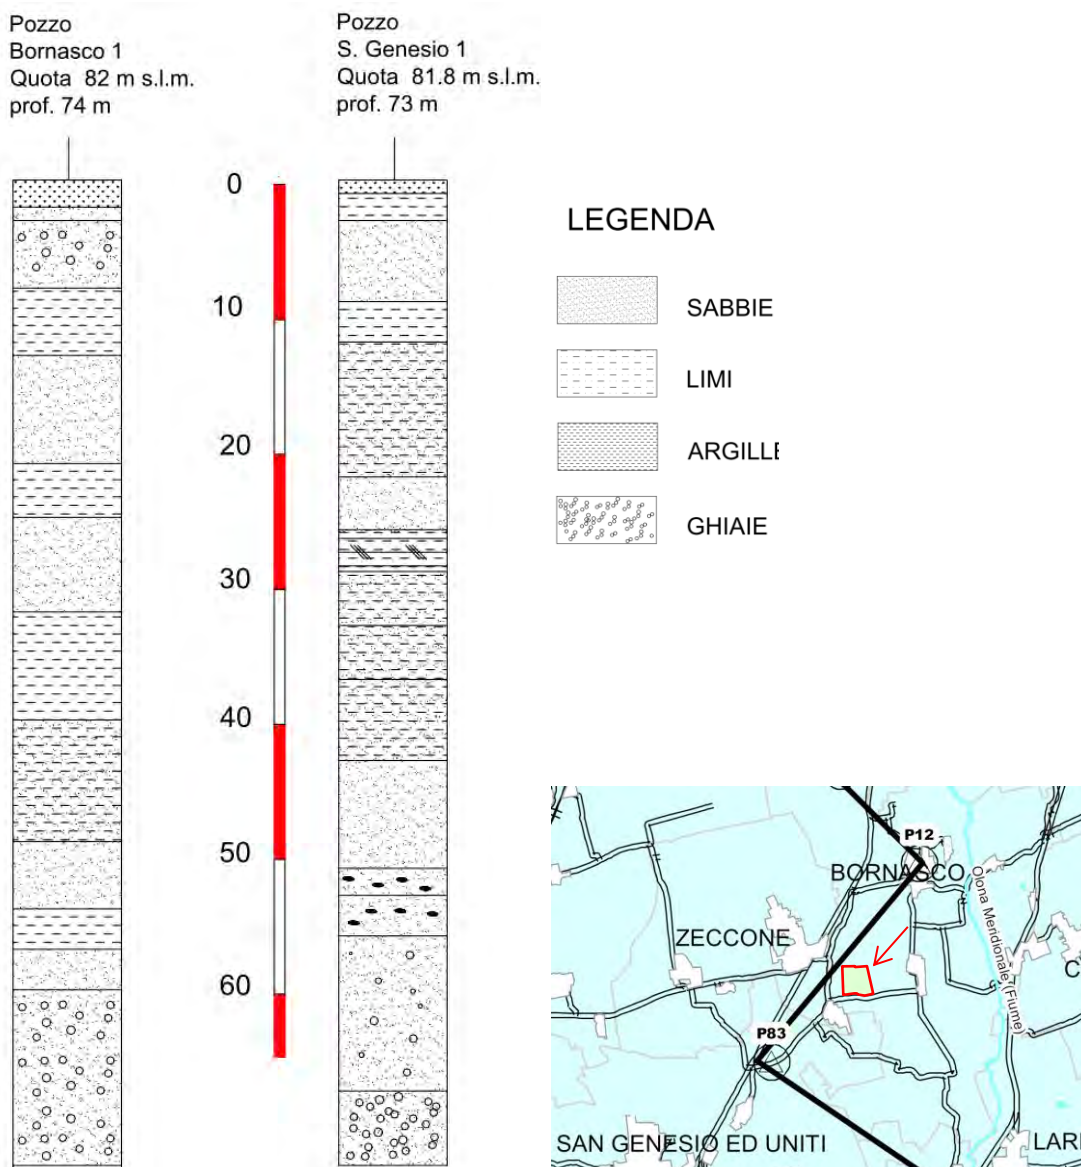 Pozzo
Bornasco 1
Quota 82 m s.l.m.
prof. 74 m
Pozzo
S. Genesio 1
Quota 81.8 m s.l.m.
prof. 73 m
0
10
20
30
40
50
60
LEGENDA
SABBIE
LIMI
ARGILLE
GHIAIE
P12
BORNASCO
Olona Meridionale (Fiume)
ZECCONE
C
P83
SAN GENESIO ED UNITI
LAR